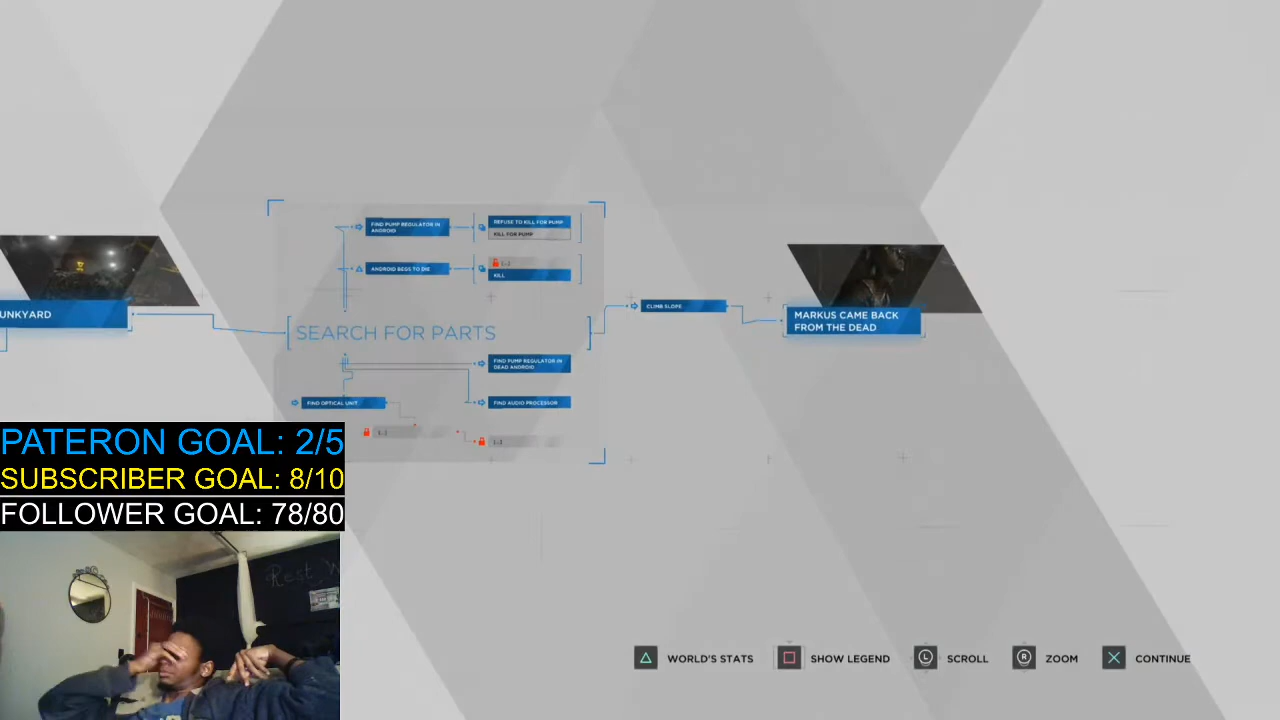 FIND PUMP REGULATOR IN
ANDROID
REFUSE TO KILL FOR PUMP
KILL FOR PUMP
ANDROID BEGS TO DIE
[...]
KILL
UNKYARD
SEARCH FOR PARTS
CLIMB SLOPE
MARKUS CAME BACK
FROM THE DEAD
FIND PUMP REGULATOR IN
DEAD ANDROID
FIND OPTICAL UNIT
FIND AUDIO PROCESSOR
[...]
[...]
PATERON GOAL: 2/5
SUBSCRIBER GOAL: 8/10
FOLLOWER GOAL: 78/80
Rest W
WORLD'S STATS
SHOW LEGEND
L
SCROLL
R
ZOOM
CONTINUE